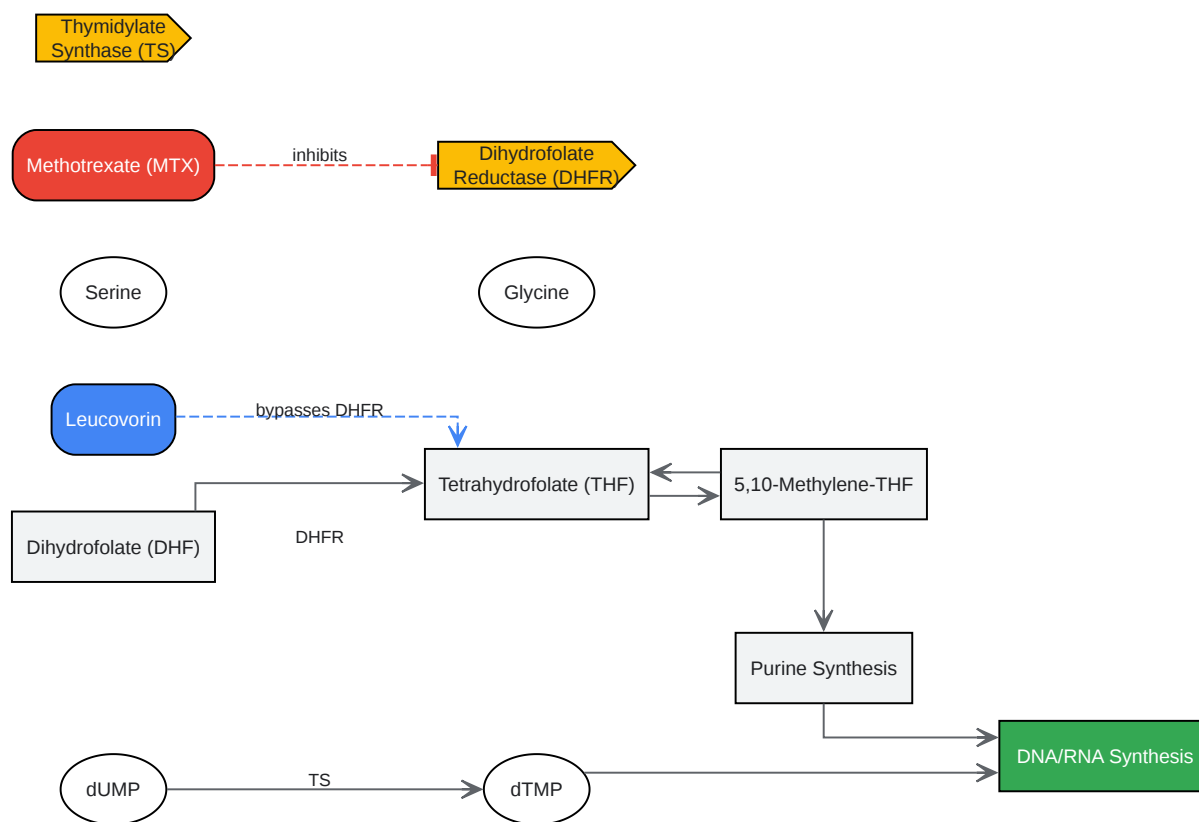 Thymidylate
Synthase (TS)
Methotrexate (MTX)
inhibits
Dihydrofolate
Reductase (DHFR)
Serine
Glycine
Leucovorin
bypasses DHFR
Tetrahydrofolate (THF)
5,10-Methylene-THF
Dihydrofolate (DHF)
DHFR
Purine Synthesis
DNA/RNA Synthesis
dUMP
TS
dTMP